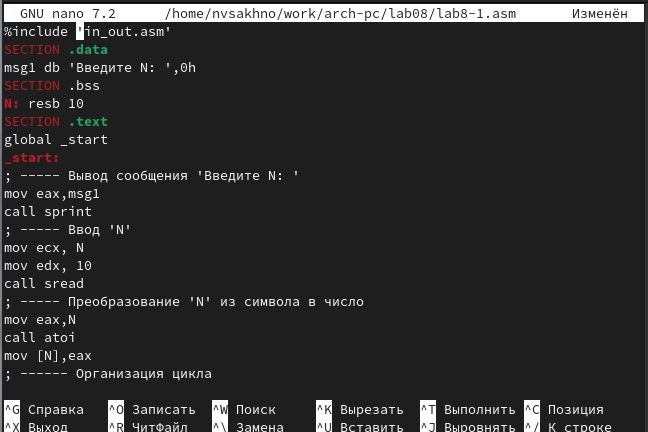 GNU nano 7.2 /home/nvsakhno/work/arch-pc/lab08/lab8-1.asm Изменён
%include 'in_out.asm'
SECTION .data
msg1 db 'Введите N: ',0h
SECTION .bss
N: resb 10
SECTION .text
global _start
_start:
; ----- Вывод сообщения 'Введите N: '
mov eax,msg1
call sprint
; ----- Ввод 'N'
mov ecx, N
mov edx, 10
call sread
; ----- Преобразование 'N' из символа в число
mov eax,N
call atoi
mov [N],eax
; ------ Организация цикла
^G Справка ^O Записать ^W Поиск ^K Вырезать ^T Выполнить ^C Позиция
^X Выход ^R ЧитФайл ^\ Замена ^U Вставить ^J Выровнять ^/ К строке